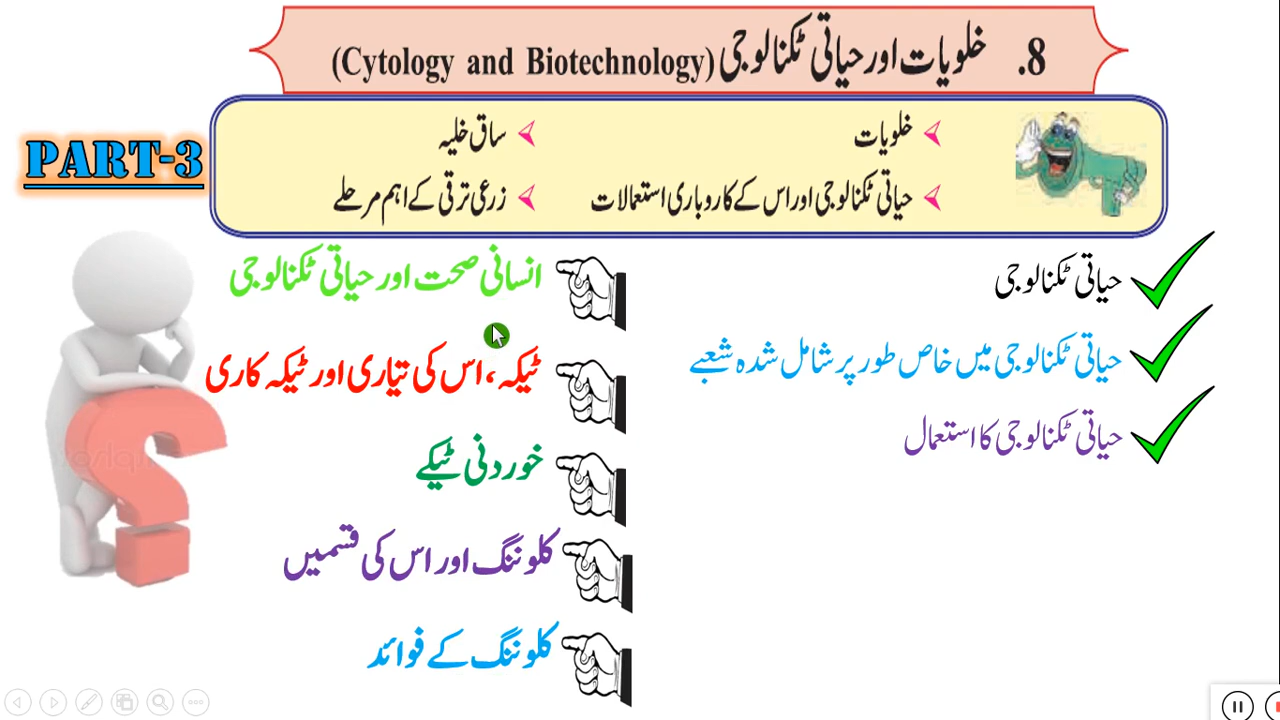 8. خلویات اور حیاتی ٹکنالوجی (Cytology and Biotechnology)
PART-3
خلویات
ساق خلیہ
حیاتی ٹکنالوجی اور اس کے کاروباری استعمالات
زرعی ترقی کے اہم مرحلے
حیاتی ٹکنالوجی
حیاتی ٹکنالوجی میں خاص طور پر شامل شدہ شعبے
حیاتی ٹکنالوجی کا استعمال
انسانی صحت اور حیاتی ٹکنالوجی
ٹیکہ، اس کی تیاری اور ٹیکہ کاری
خوردنی ٹیکے
کلوننگ اور اس کی قسمیں
کلوننگ کے فوائد